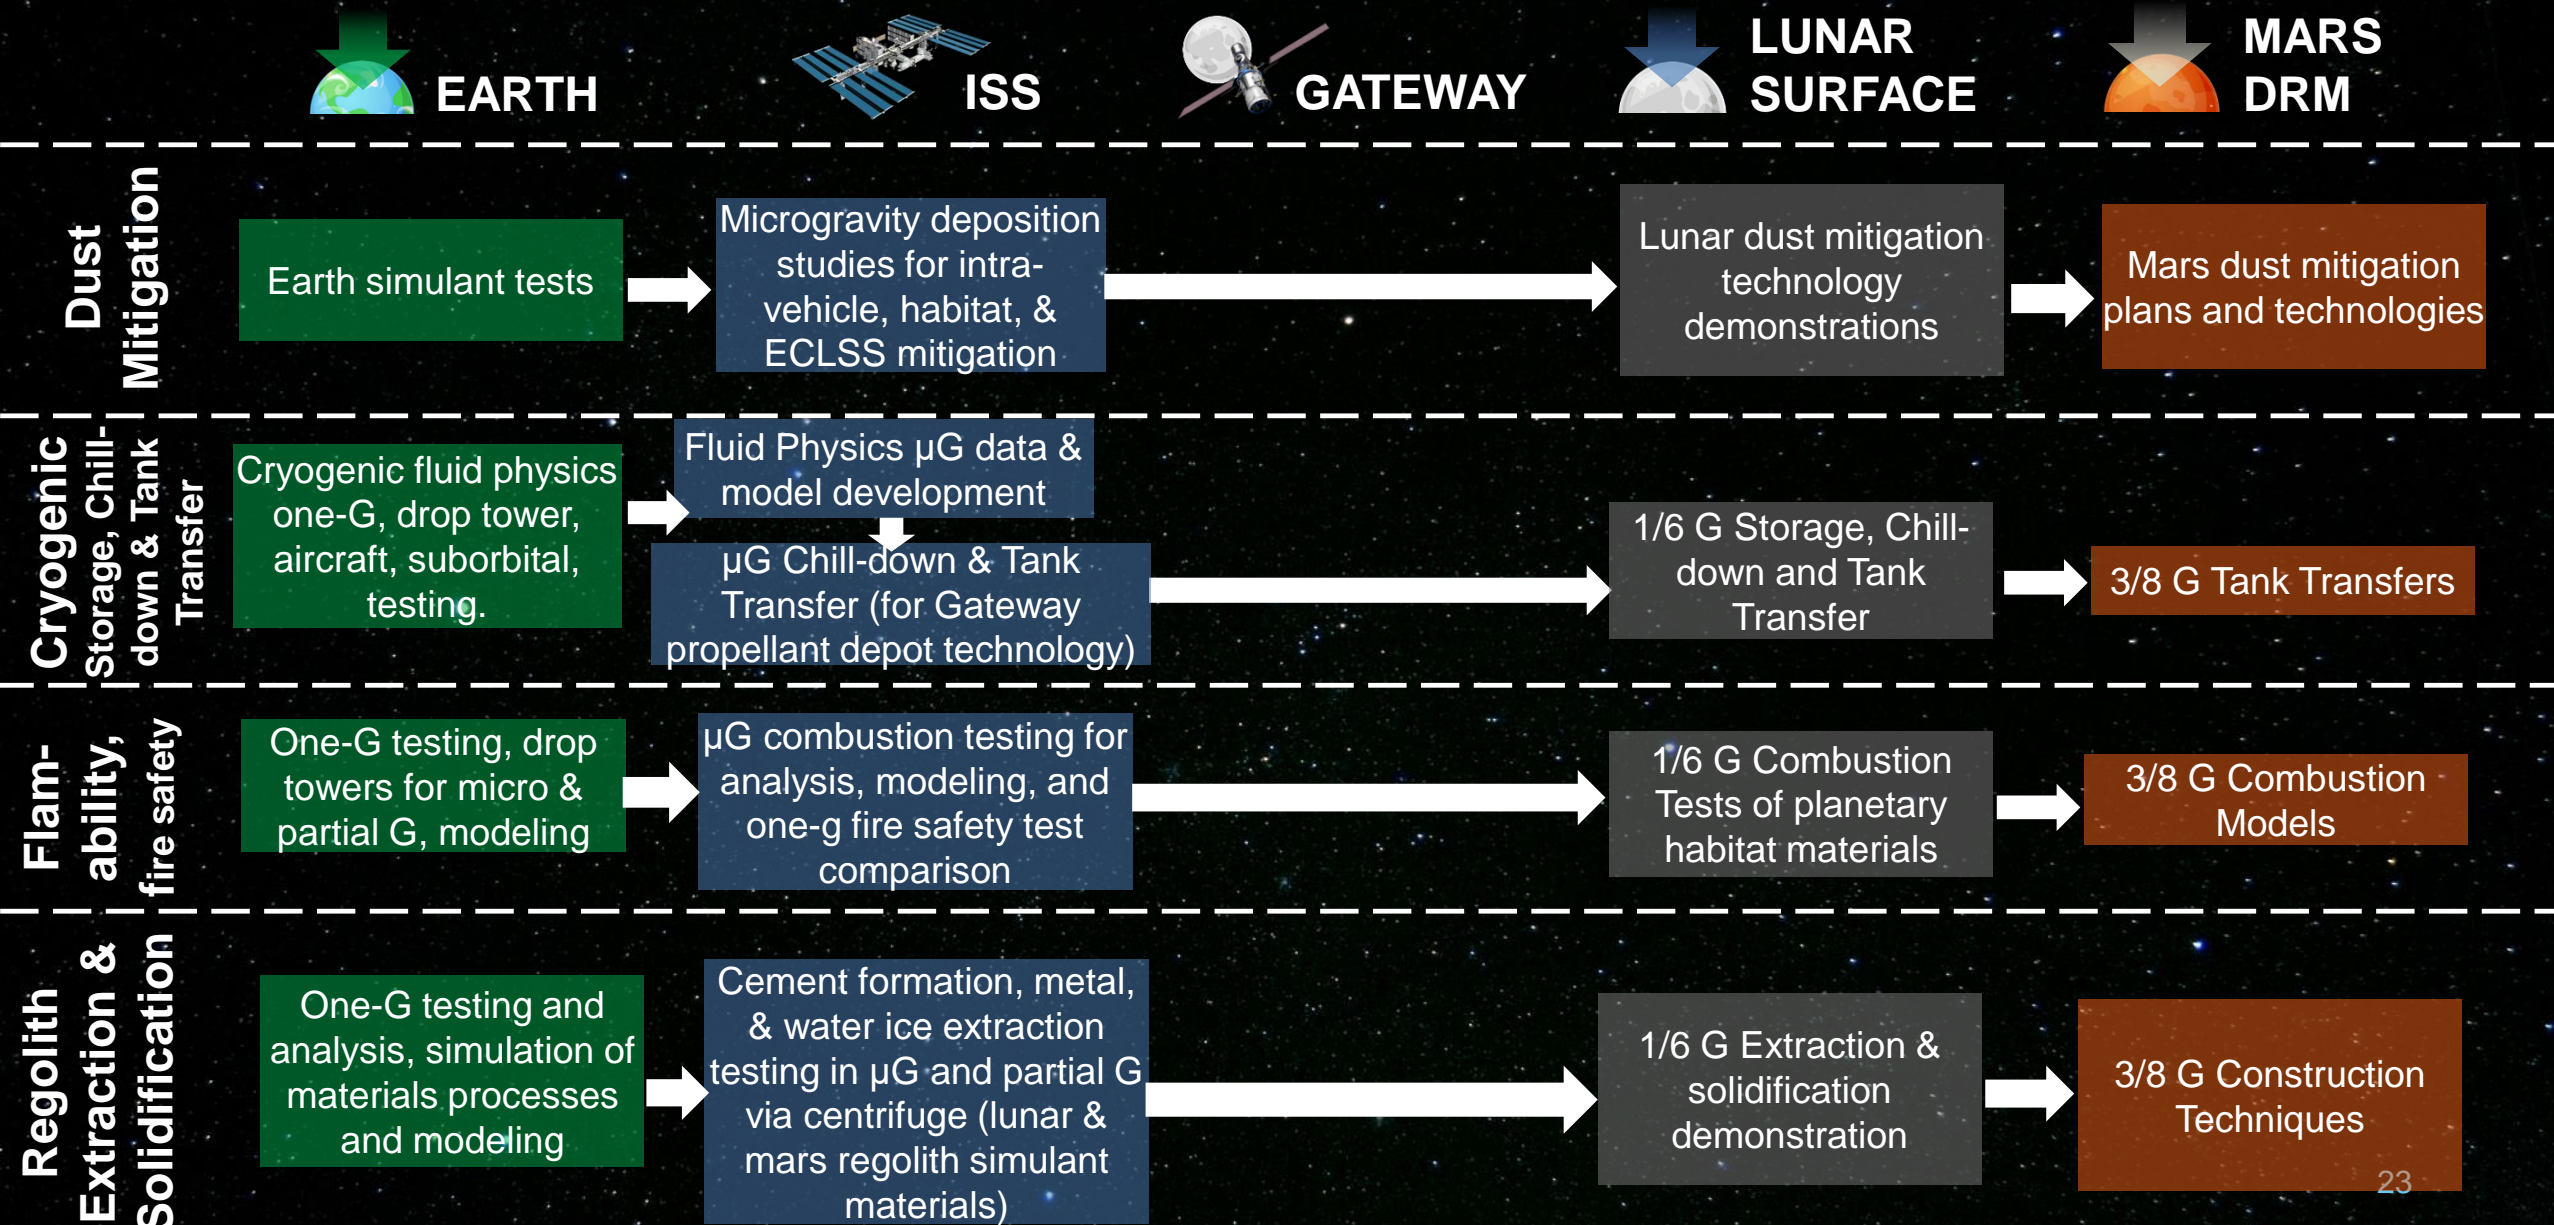 EARTH
ISS
GATEWAY
LUNAR
SURFACE
MARS
DRM
Dust
Mitigation
Earth simulant tests
Microgravity deposition
studies for intra-
vehicle, habitat, &
ECLSS mitigation
Lunar dust mitigation
technology
demonstrations
Mars dust mitigation
plans and technologies
Cryogenic
Storage, Chill-
down & Tank
Transfer
Cryogenic fluid physics
one-G, drop tower,
aircraft, suborbital,
testing.
Fluid Physics µG data &
model development
µG Chill-down & Tank
Transfer (for Gateway
propellant depot technology)
1/6 G Storage, Chill-
down and Tank
Transfer
3/8 G Tank Transfers
Flam-
ability,
fire safety
One-G testing, drop
towers for micro &
partial G, modeling
µG combustion testing for
analysis, modeling, and
one-g fire safety test
comparison
1/6 G Combustion
Tests of planetary
habitat materials
3/8 G Combustion
Models
Regolith
Extraction &
Solidification
One-G testing and
analysis, simulation of
materials processes
and modeling
Cement formation, metal,
& water ice extraction
testing in µG and partial G
via centrifuge (lunar &
mars regolith simulant
materials)
1/6 G Extraction &
solidification
demonstration
3/8 G Construction
Techniques
23